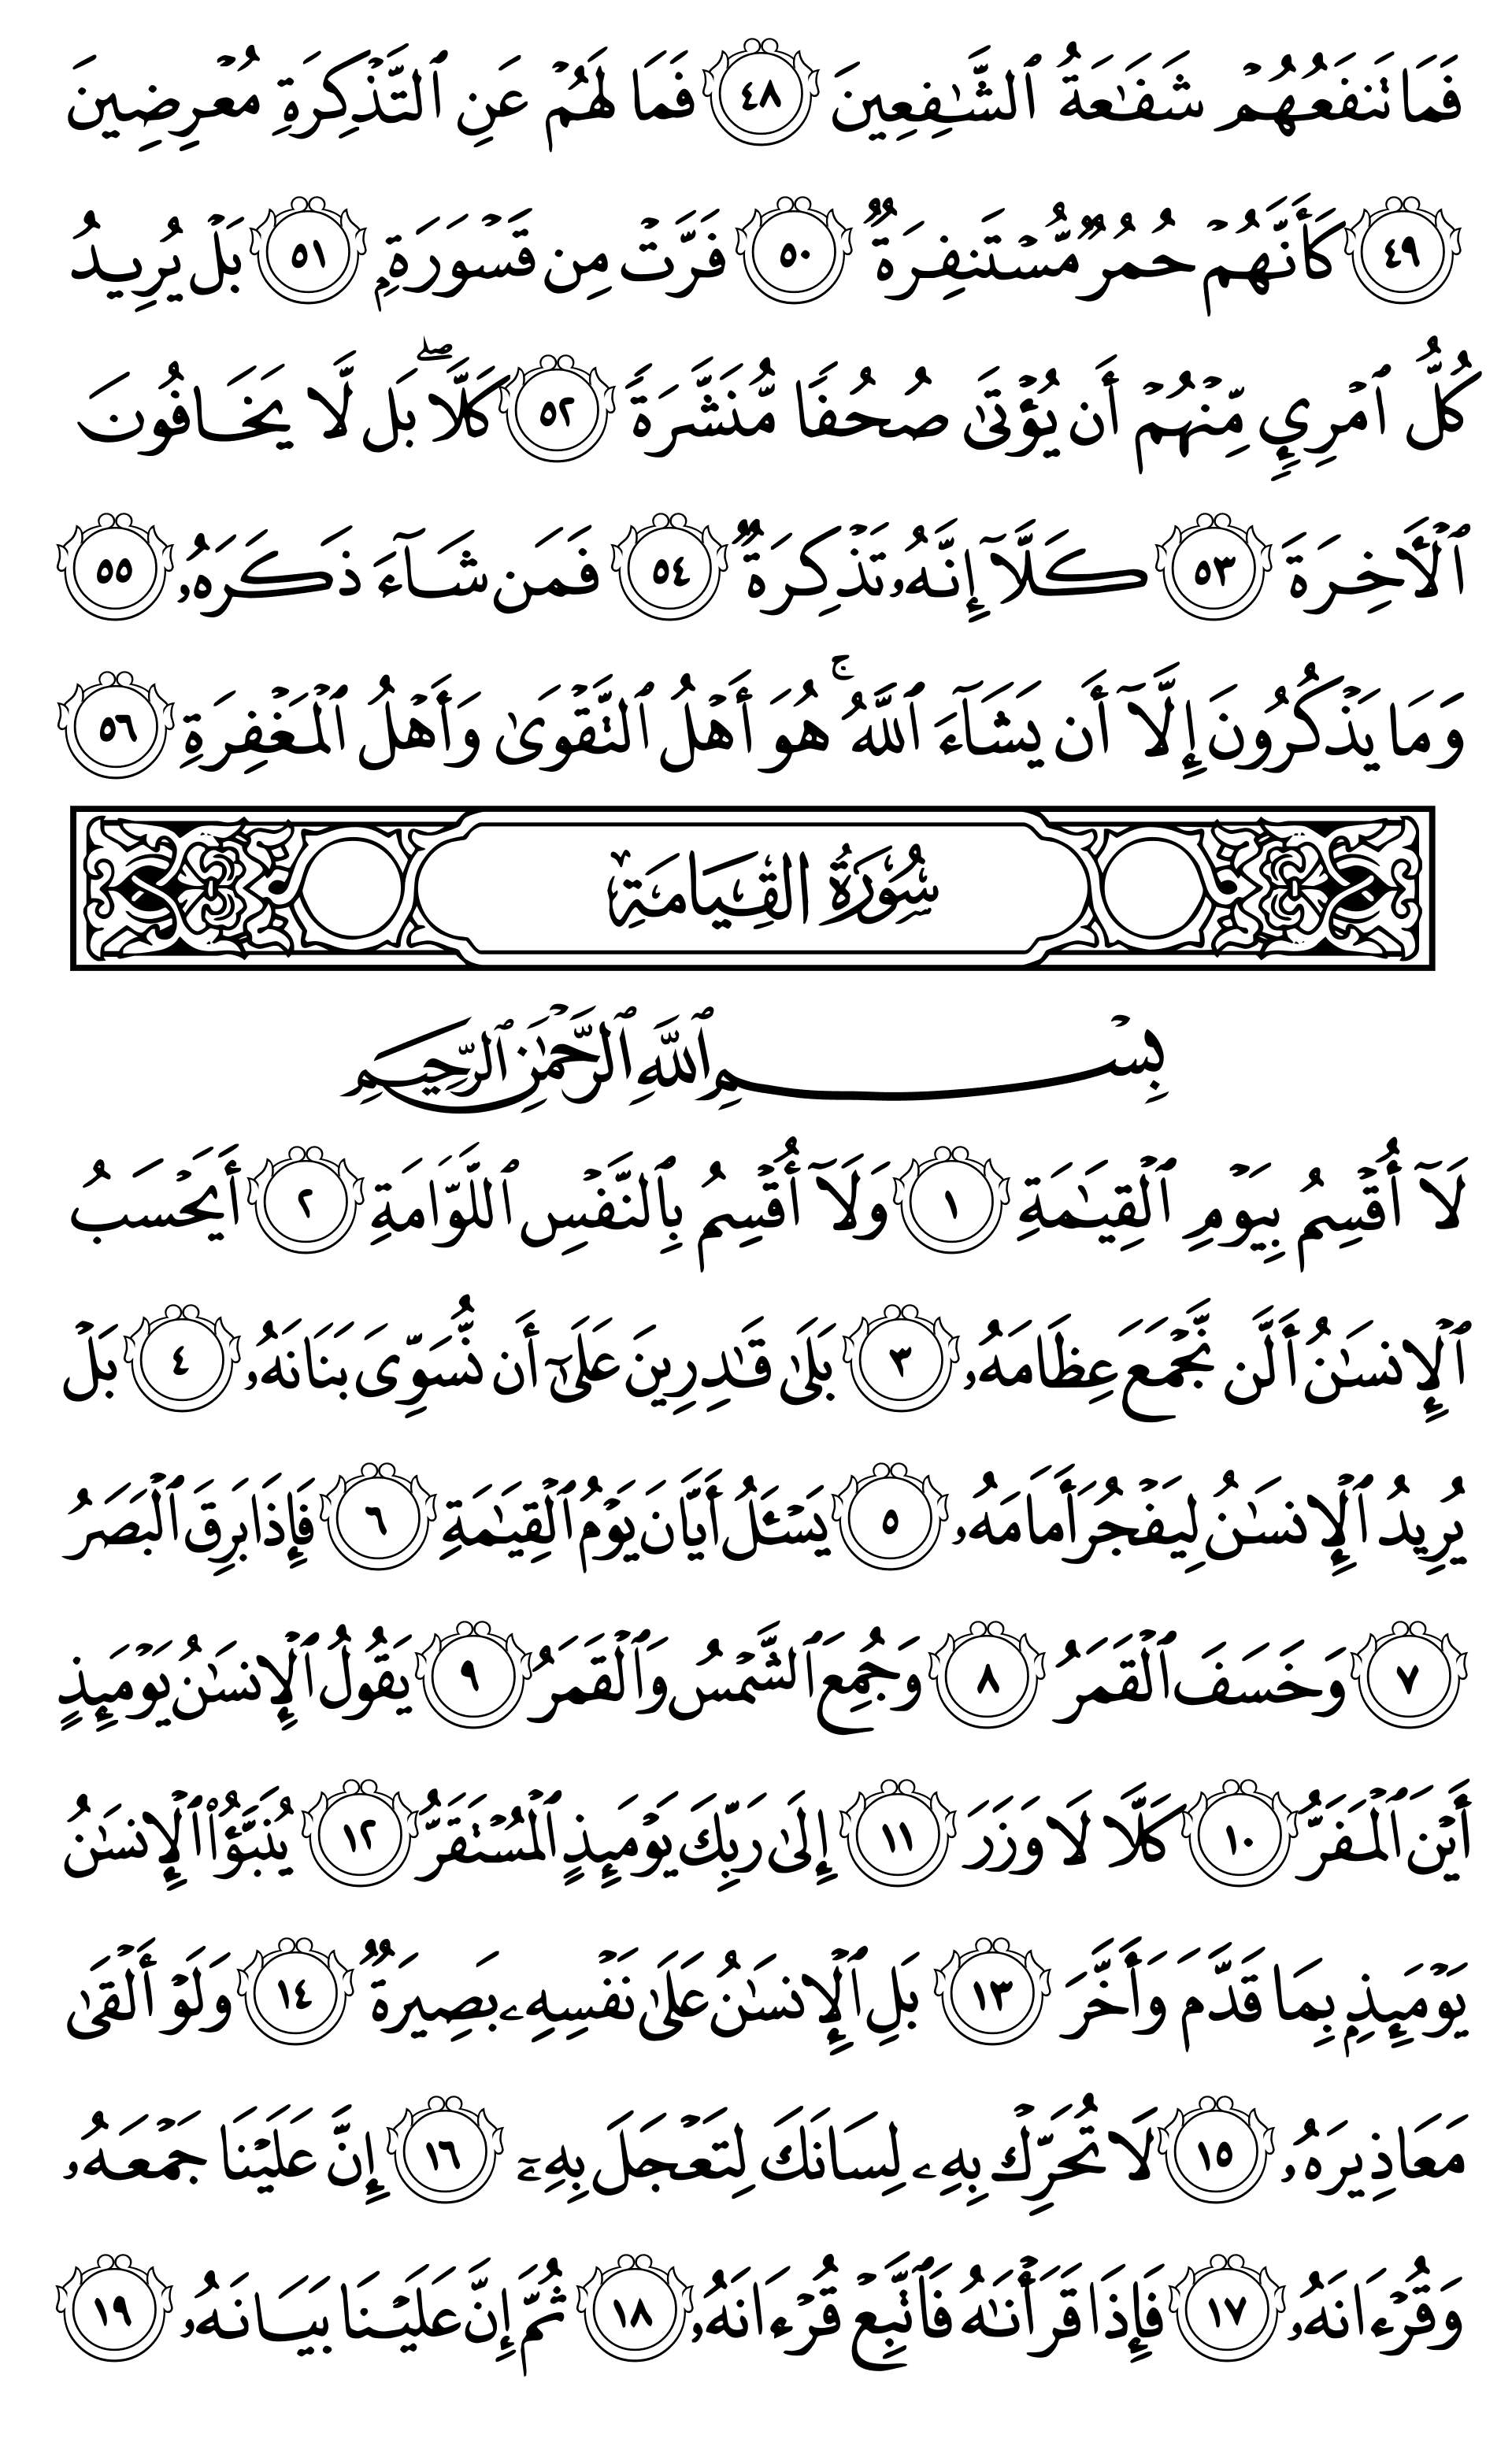 فَمَا تَنفَعُهُمْ شَفَٰعَةُ ٱلشَّٰفِعِينَ ٤٨ فَمَا لَهُمْ عَنِ ٱلتَّذْكِرَةِ مُعْرِضِينَ
٤٩ كَأَنَّهُمْ حُمُرٌ مُّسْتَنفِرَةٌ ٥٠ فَرَّتْ مِن قَسْوَرَةٍۭ ٥١ بَلْ يُرِيدُ
كُلُّ ٱمْرِئٍ مِّنْهُمْ أَن يُؤْتَىٰ صُحُفًا مُّنَشَّرَةً ٥٢ كَلَّاۖ بَل لَّا يَخَافُونَ
ٱلْأَخِرَةَ ٥٣ كَلَّآ إِنَّهُۥ تَذْكِرَةٌ ٥٤ فَمَن شَآءَ ذَكَرَهُۥ ٥٥
وَمَا يَذْكُرُونَ إِلَّآ أَن يَشَآءَ ٱللَّهُۚ هُوَ أَهْلُ ٱلتَّقْوَىٰ وَأَهْلُ ٱلْمَغْفِرَةِ ٥٦
سُورَةُ القِيَامَةِ
بِسْمِ ٱللَّهِ ٱلرَّحْمَٰنِ ٱلرَّحِيمِ
لَآ أُقْسِمُ بِيَوْمِ ٱلْقِيَٰمَةِ ١ وَلَآ أُقْسِمُ بِٱلنَّفْسِ ٱللَّوَّامَةِ ٢ أَيَحْسَبُ
ٱلْإِنسَٰنُ أَلَّن نَّجْمَعَ عِظَامَهُۥ ٣ بَلَىٰ قَٰدِرِينَ عَلَىٰٓ أَن نُّسَوِّىَ بَنَانَهُۥ ٤ بَلْ
يُرِيدُ ٱلْإِنسَٰنُ لِيَفْجُرَ أَمَامَهُۥ ٥ يَسْـَٔلُ أَيَّانَ يَوْمُ ٱلْقِيَٰمَةِ ٦ فَإِذَا بَرِقَ ٱلْبَصَرُ
٧ وَخَسَفَ ٱلْقَمَرُ ٨ وَجُمِعَ ٱلشَّمْسُ وَٱلْقَمَرُ ٩ يَقُولُ ٱلْإِنسَٰنُ يَوْمَئِذٍ
أَيْنَ ٱلْمَفَرُّ ١٠ كَلَّا لَا وَزَرَ ١١ إِلَىٰ رَبِّكَ يَوْمَئِذٍ ٱلْمُسْتَقَرُّ ١٢ يُنَبَّؤُا۟ ٱلْإِنسَٰنُ
يَوْمَئِذٍۭ بِمَا قَدَّمَ وَأَخَّرَ ١٣ بَلِ ٱلْإِنسَٰنُ عَلَىٰ نَفْسِهِۦ بَصِيرَةٌ ١٤ وَلَوْ أَلْقَىٰ
مَعَاذِيرَهُۥ ١٥ لَا تُحَرِّكْ بِهِۦ لِسَانَكَ لِتَعْجَلَ بِهِۦٓ ١٦ إِنَّ عَلَيْنَا جَمْعَهُۥ
وَقُرْءَانَهُۥ ١٧ فَإِذَا قَرَأْنَٰهُ فَٱتَّبِعْ قُرْءَانَهُۥ ١٨ ثُمَّ إِنَّ عَلَيْنَا بَيَانَهُۥ ١٩